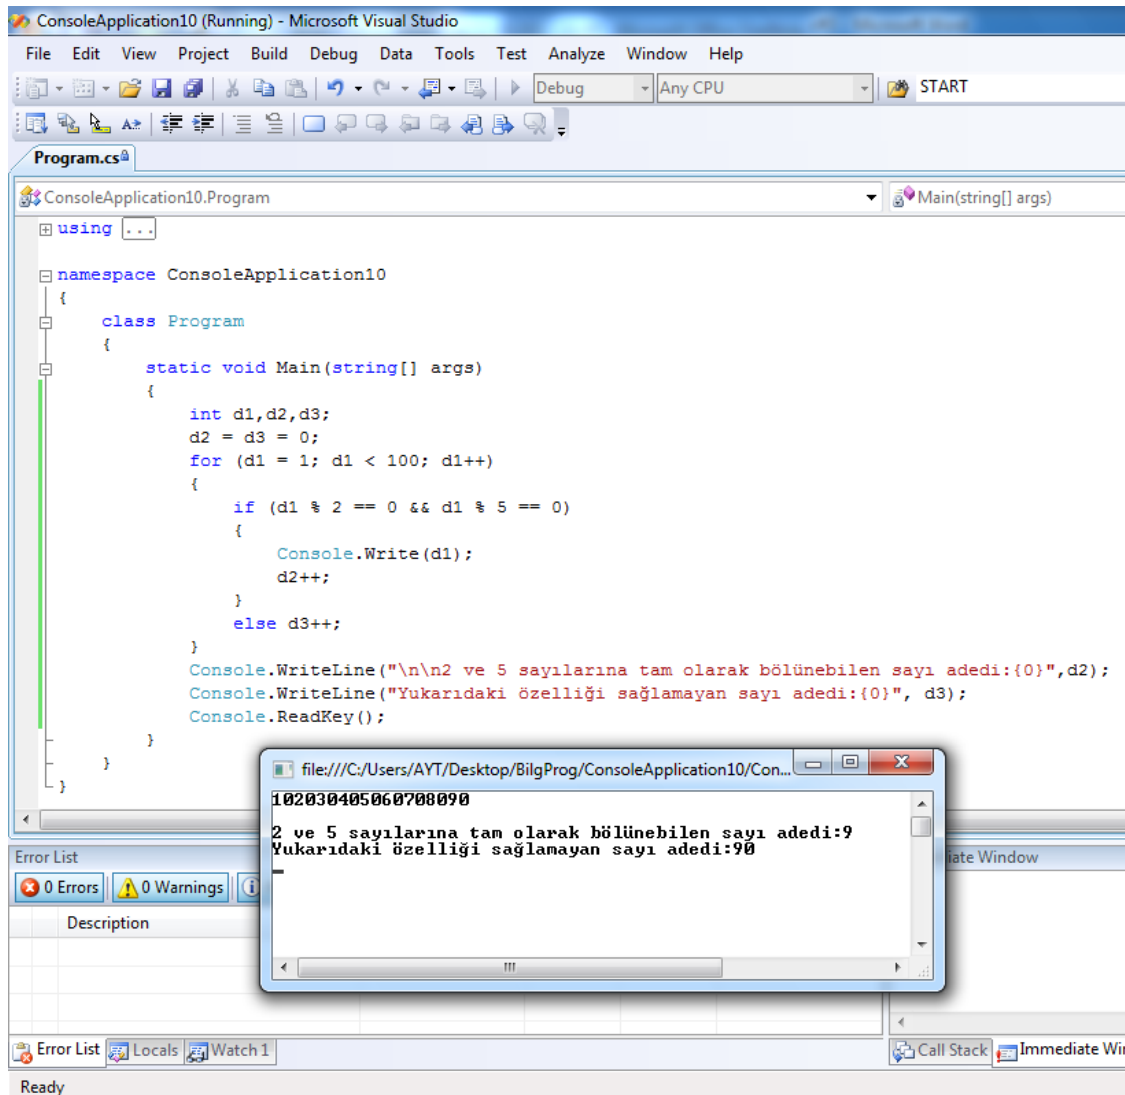 ConsoleApplication10 (Running) - Microsoft Visual Studio
File Edit View Project Build Debug Data Tools Test Analyze Window Help
Debug Any CPU START
Program.cs
ConsoleApplication10.Program Main(string[] args)
using ...
namespace ConsoleApplication10
{
class Program
{
static void Main(string[] args)
{
int d1,d2,d3;
d2 = d3 = 0;
for (d1 = 1; d1 < 100; d1++)
{
if (d1 % 2 == 0 && d1 % 5 == 0)
{
Console.Write(d1);
d2++;
}
else d3++;
}
Console.WriteLine("\n\n2 ve 5 sayılarına tam olarak bölünebilen sayı adedi:{0}",d2);
Console.WriteLine("Yukarıdaki özelliği sağlamayan sayı adedi:{0}", d3);
Console.ReadKey();
}
}
}
file:///C:/Users/AYT/Desktop/BilgProg/ConsoleApplication10/Con...
102030405060708090
2 ve 5 sayılarına tam olarak bölünebilen sayı adedi:9
Yukarıdaki özelliği sağlamayan sayı adedi:90
Error List iate Window
0 Errors 0 Warnings
Description
Error List Locals Watch 1 Call Stack Immediate Wi
Ready